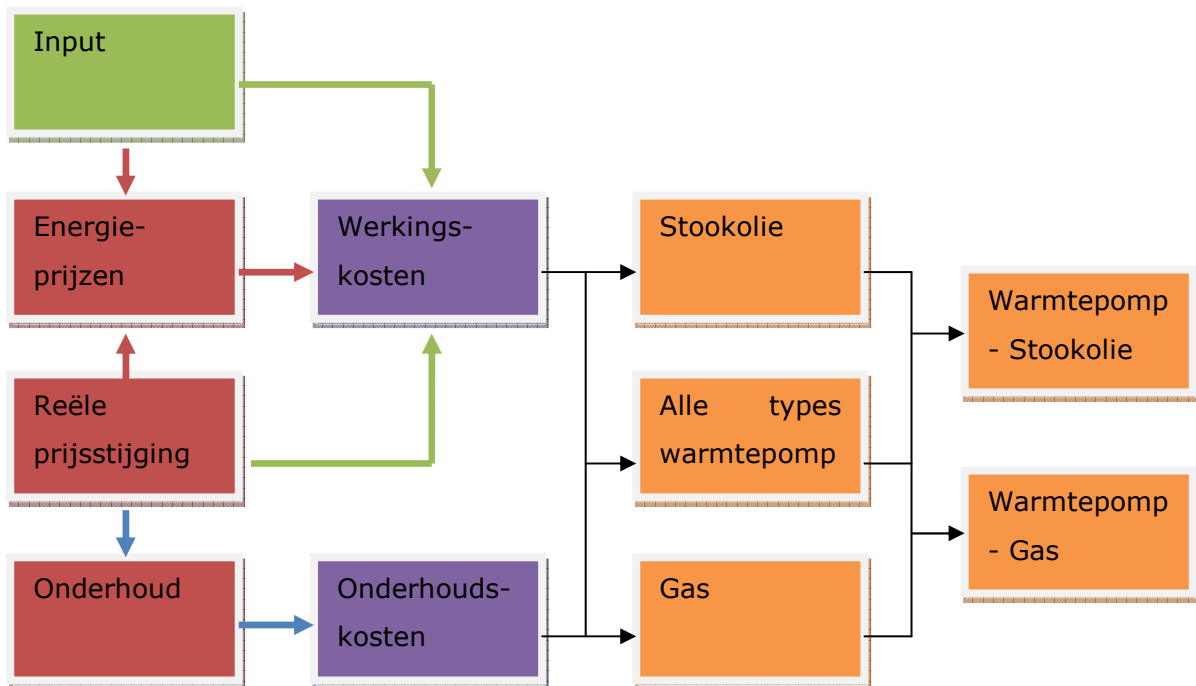 Input
Energie-
prijzen
Werkings-
kosten
Stookolie
Warmtepomp
- Stookolie
Reële
prijsstijging
Alle types
warmtepomp
Warmtepomp
- Gas
Onderhoud
Onderhouds-
kosten
Gas